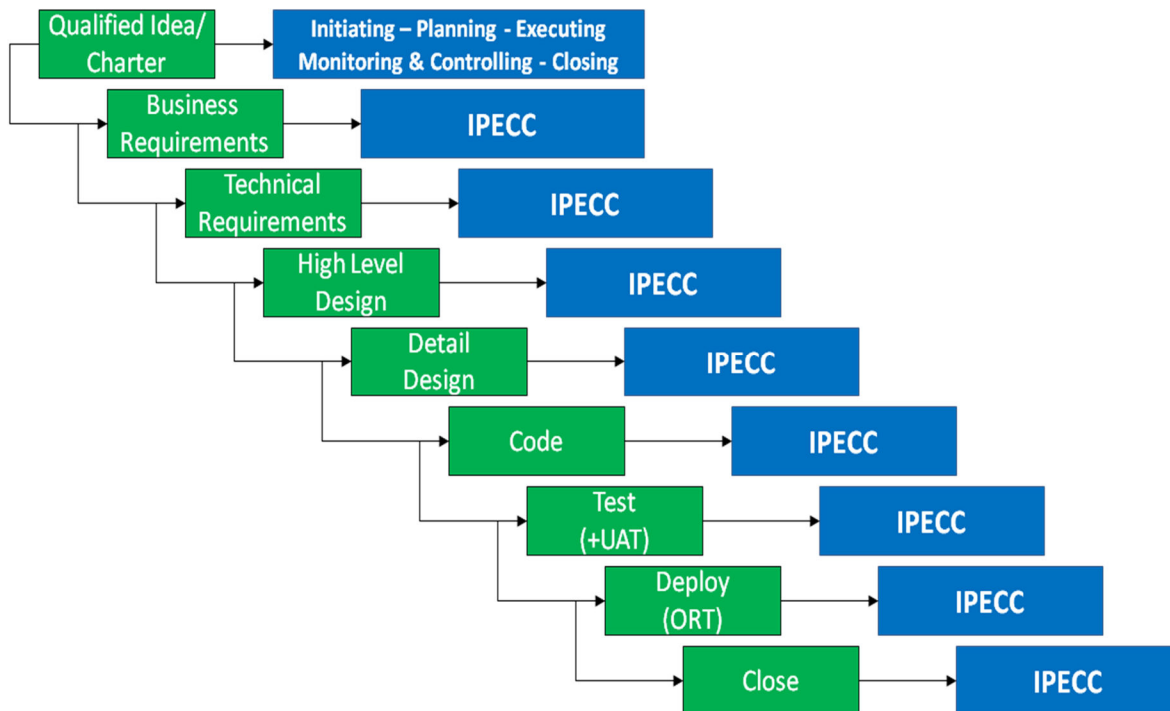 Qualified Idea/
Charter
Initiating – Planning - Executing
Monitoring & Controlling - Closing
Business
Requirements
IPECC
Technical
Requirements
IPECC
High Level
Design
IPECC
Detail
Design
IPECC
Code
IPECC
Test
(+UAT)
IPECC
Deploy
(ORT)
IPECC
Close
IPECC